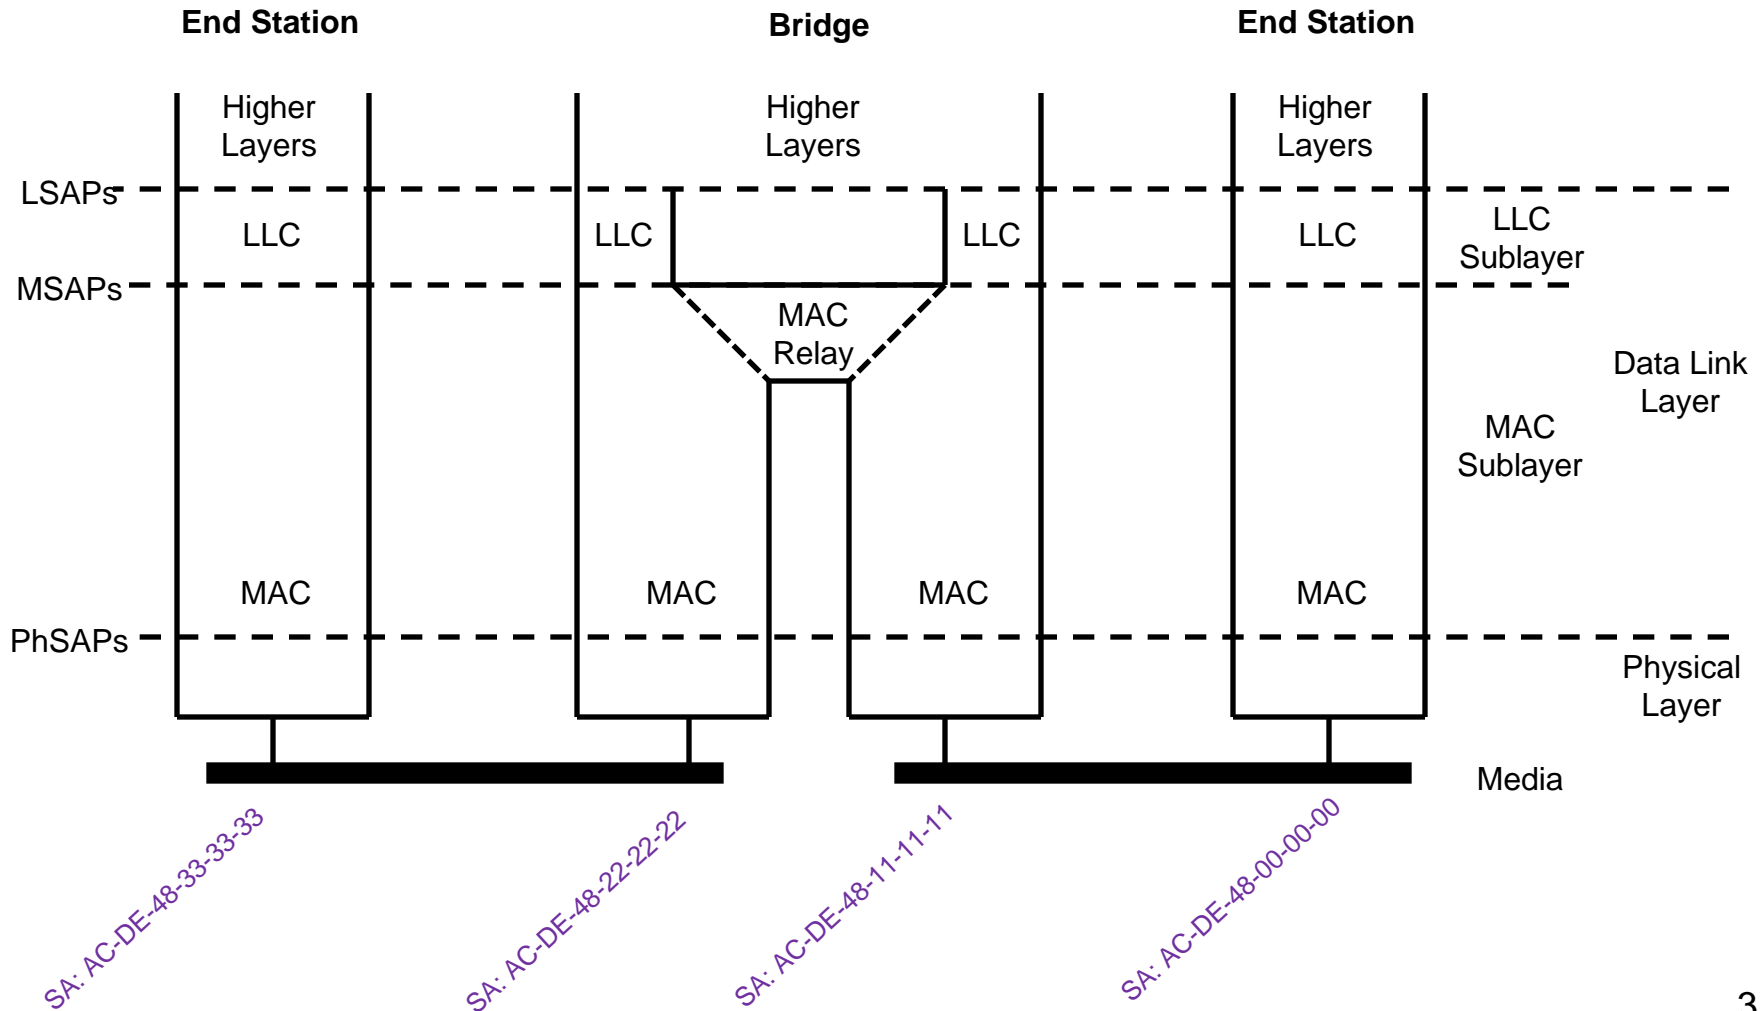 End Station
Bridge
End Station
Higher
Layers
Higher
Layers
Higher
Layers
LSAPs
LLC
LLC
LLC
LLC
LLC
Sublayer
MSAPs
MAC
Relay
Data Link
Layer
MAC
Sublayer
MAC
MAC
MAC
MAC
PhSAPs
Physical
Layer
Media
SA: AC-DE-48-33-33-33
SA: AC-DE-48-22-22-22
SA: AC-DE-48-11-11-11
SA: AC-DE-48-00-00-00
3